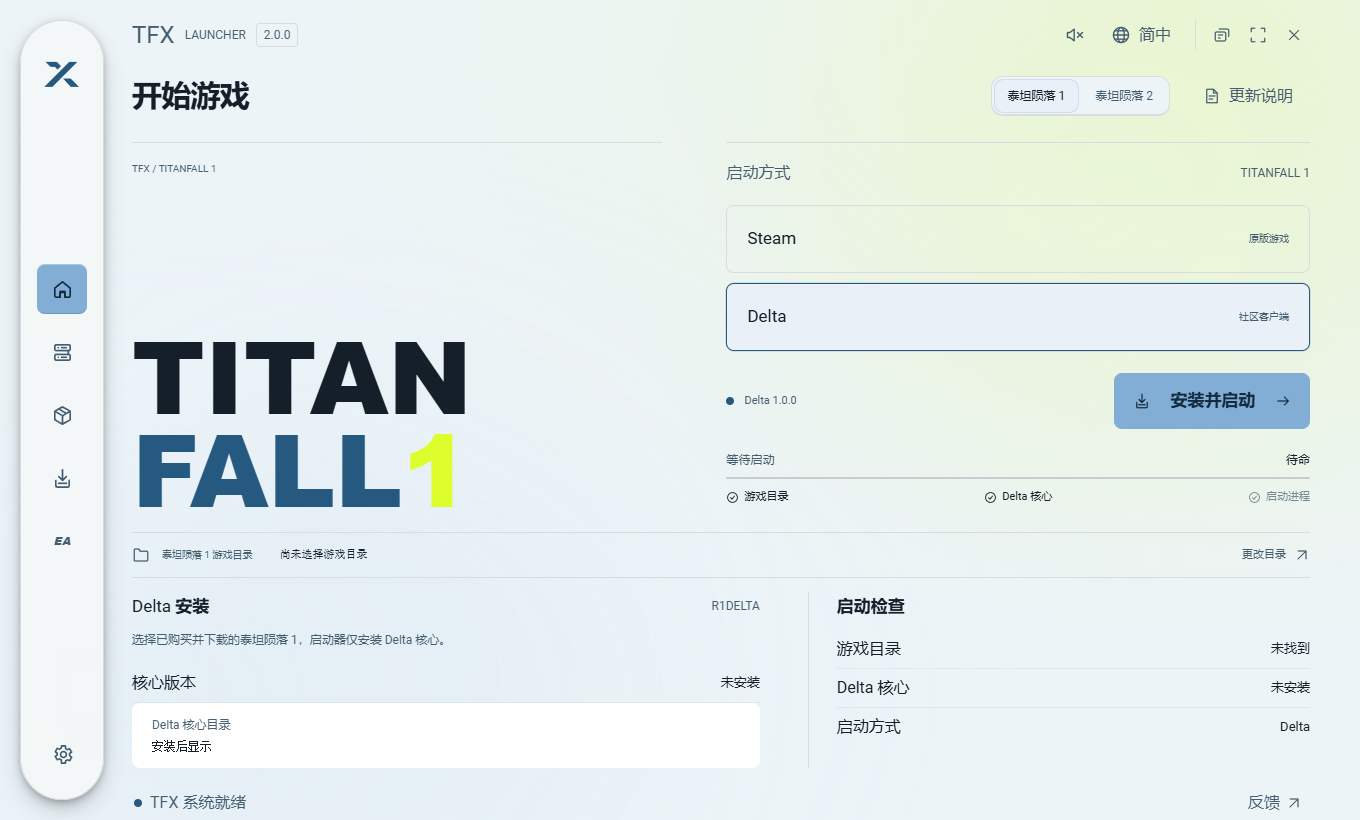 TFX LAUNCHER 2.0.0
简中
开始游戏
泰坦陨落 1
泰坦陨落 2
更新说明
TFX / TITANFALL 1
TITAN
FALL 1
启动方式
TITANFALL 1
Steam
原版游戏
Delta
社区客户端
Delta 1.0.0
安装并启动
等待启动
待命
游戏目录
Delta 核心
启动进程
EA
泰坦陨落 1 游戏目录
尚未选择游戏目录
更改目录
Delta 安装
R1DELTA
选择已购买并下载的泰坦陨落 1，启动器仅安装 Delta 核心。
核心版本
未安装
Delta 核心目录
安装后显示
启动检查
游戏目录
未找到
Delta 核心
未安装
启动方式
Delta
TFX 系统就绪
反馈